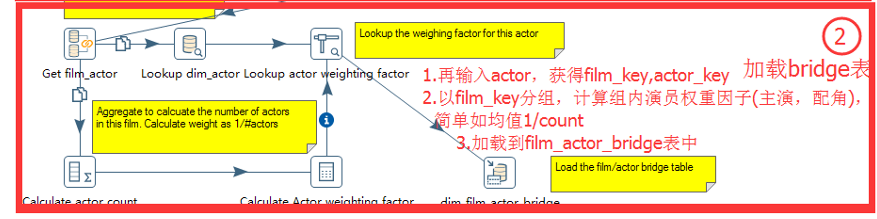 Lookup the weighing factor for this actor
②
Get film_actor
Lookup dim_actor
Lookup actor weighting factor
加载bridge表
1.再输入actor，获得film_key,actor_key
2.以film_key分组，计算组内演员权重因子(主演，配角)，
简单如均值1/count
3.加载到film_actor_bridge表中
Aggregate to calcuate the number of actors
in this film. Calculate weight as 1/#actors
Load the film/actor bridge table
Calculate actor count
Calculate Actor weighting factor
dim_film_actor_bridge